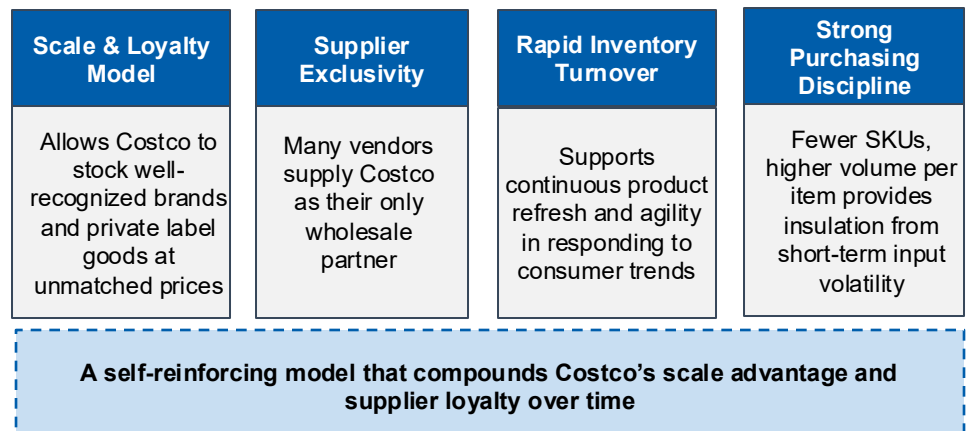 Scale & Loyalty
Model
Allows Costco to
stock well-
recognized brands
and private label
goods at
unmatched prices
Supplier
Exclusivity
Many vendors
supply Costco
as their only
wholesale
partner
Rapid Inventory
Turnover
Supports
continuous product
refresh and agility
in responding to
consumer trends
Strong
Purchasing
Discipline
Fewer SKUs,
higher volume per
item provides
insulation from
short-term input
volatility
A self-reinforcing model that compounds Costco’s scale advantage and
supplier loyalty over time